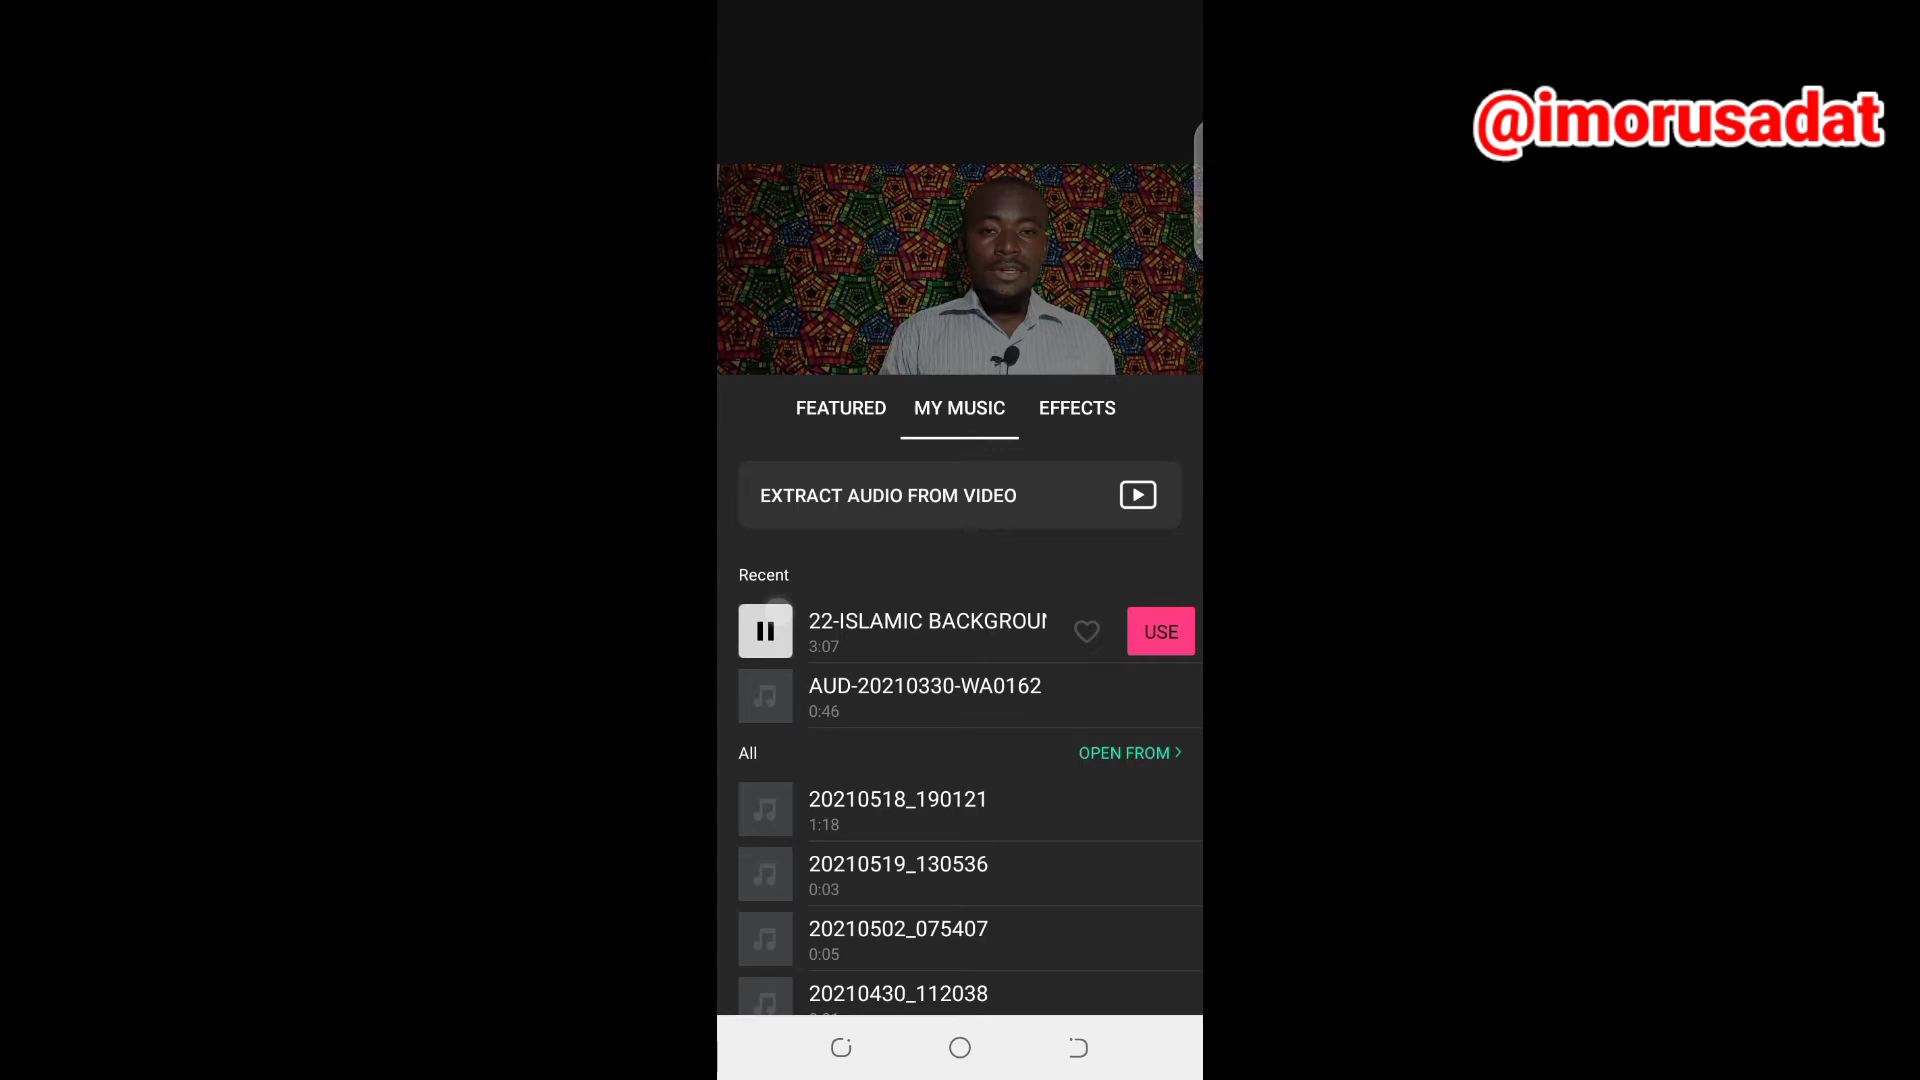 @imorusadat
FEATURED MY MUSIC EFFECTS
EXTRACT AUDIO FROM VIDEO
Recent
22-ISLAMIC BACKGROU
USE
3:07
AUD-20210330-WA0162
0:46
All
OPEN FROM >
20210518_190121
1:18
20210519_130536
0:03
20210502_075407
0:05
20210430_112038